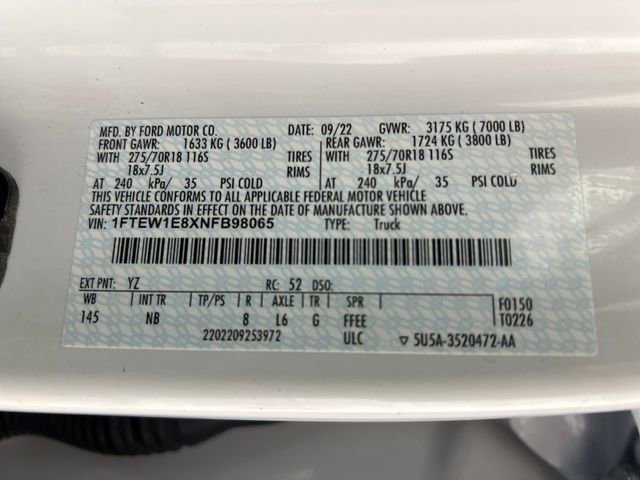 MFD. BY FORD MOTOR CO. DATE: 09/22 GVWR: 3175 KG ( 7000 LB)
FRONT GAWR: 1633 KG ( 3600 LB) REAR GAWR: 1724 KG ( 3800 LB)
WITH 275/70R18 116S TIRES WITH 275/70R18 116S TIRES
18x7.5J RIMS 18x7.5J RIMS
AT 240 kPa/ 35 PSI COLD AT 240 kPa/ 35 PSI COLD
THIS VEHICLE CONFORMS TO ALL APPLICABLE FEDERAL MOTOR VEHICLE
SAFETY STANDARDS IN EFFECT ON THE DATE OF MANUFACTURE SHOWN ABOVE.
VIN: 1FTEW1E8XNFB98065 TYPE: Truck
EXT PNT: YZ RC: 52 DSO:
WB INT TR TP/PS R AXLE TR SPR F0150
145 NB 8 L6 G FFEE T0226
2202209253972 ULC ▽ 5U5A-3520472-AA